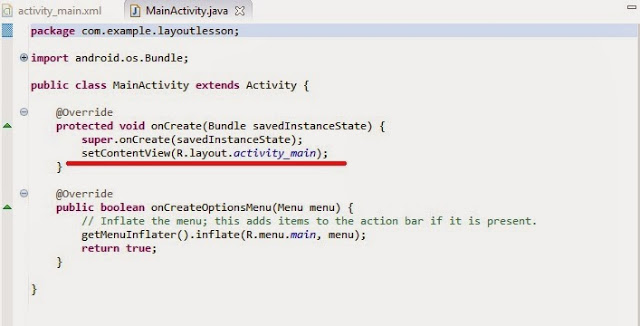 activity_main.xml MainActivity.java
package com.example.layoutlesson;
import android.os.Bundle;
public class MainActivity extends Activity {
@Override
protected void onCreate(Bundle savedInstanceState) {
super.onCreate(savedInstanceState);
setContentView(R.layout.activity_main);
}
@Override
public boolean onCreateOptionsMenu(Menu menu) {
// Inflate the menu; this adds items to the action bar if it is present.
getMenuInflater().inflate(R.menu.main, menu);
return true;
}
}